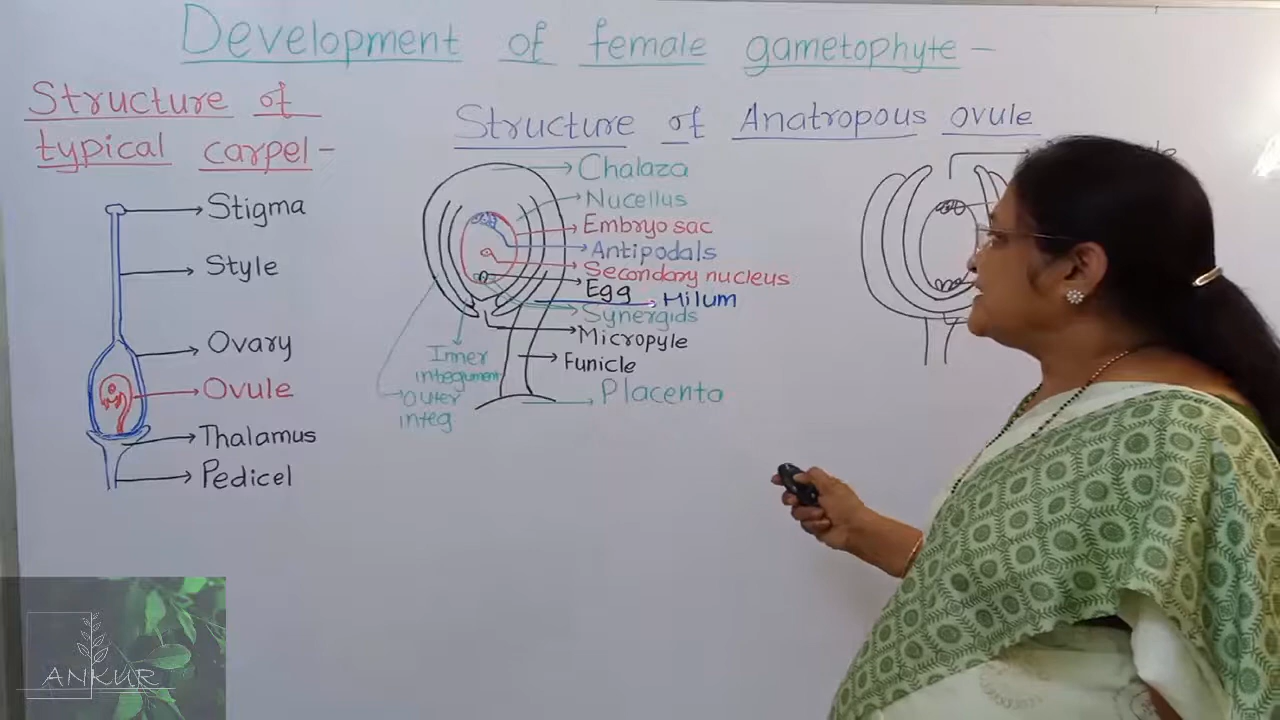 Development of female gametophyte -
Structure of
typical carpel -
Stigma
Style
Ovary
Ovule
Thalamus
Pedicel
Structure of Anatropous ovule
Chalaza
Nucellus
Embryo sac
Antipodals
Secondary nucleus
Egg
Hilum
Synergids
Micropyle
Funicle
Placenta
Inner
integument
outer
integ
ANKUR